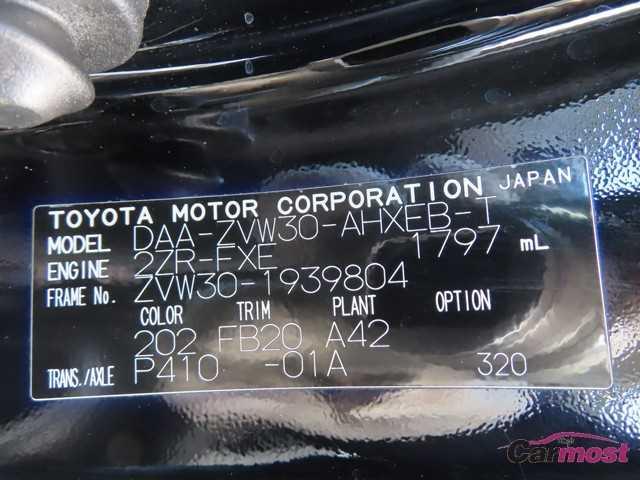 TOYOTA MOTOR CORPORATION JAPAN
MODEL DAA-ZVW30-AHXEB-T
ENGINE 2ZR-FXE 1797 mL
FRAME No. ZVW30-1939804
COLOR TRIM PLANT OPTION
202 FB20 A42
TRANS./AXLE P410 -01A 320
Carmost